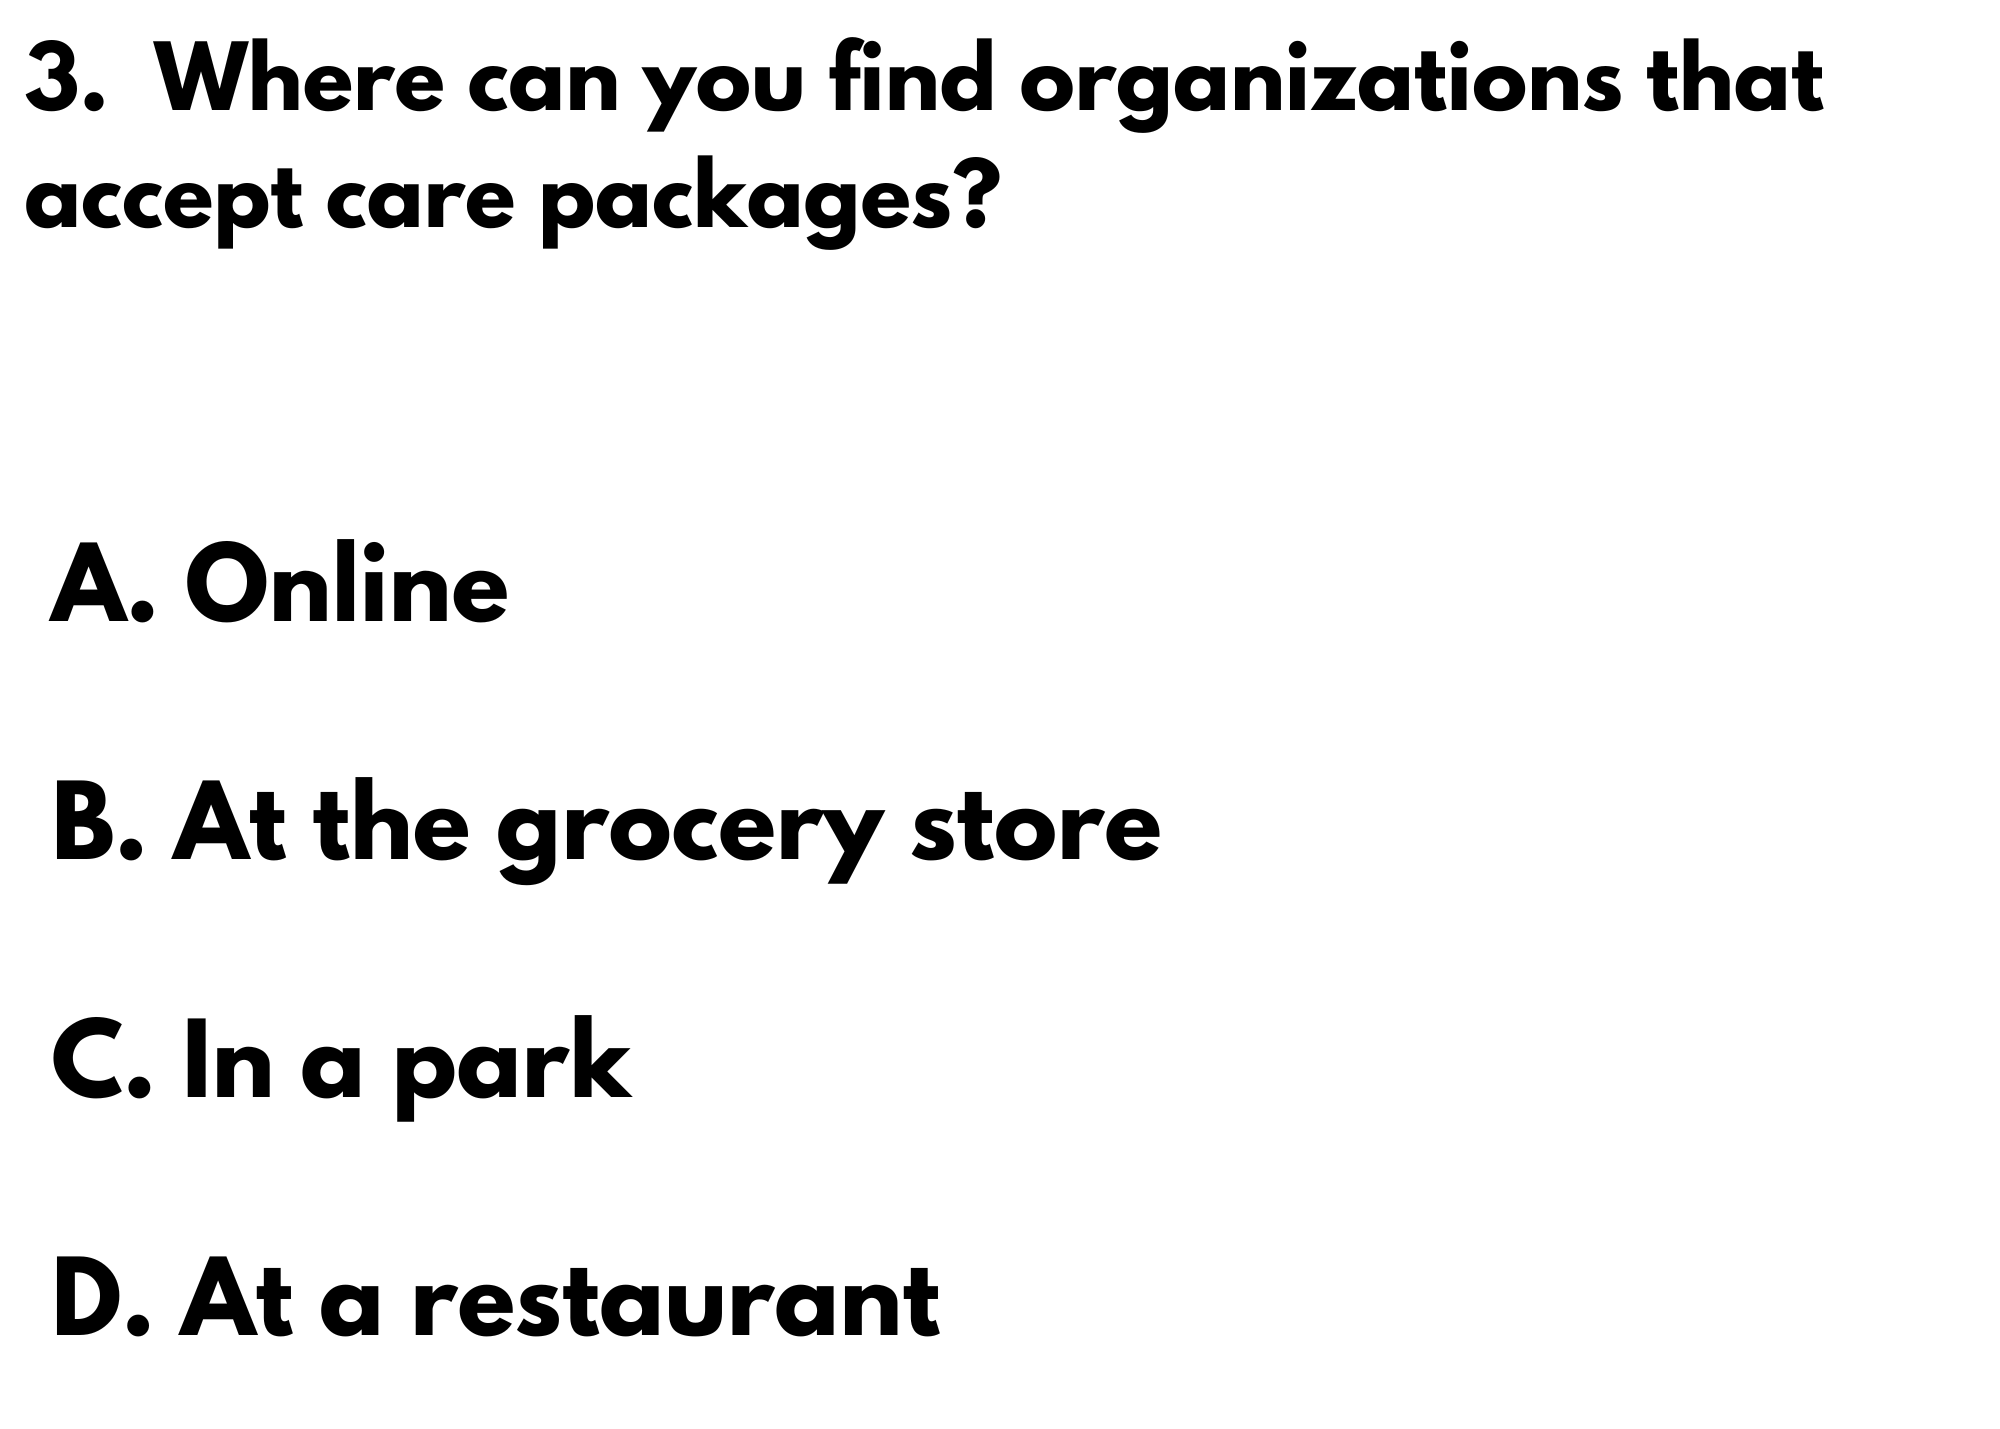 3. Where can you find organizations that
accept care packages?
A. Online
B. At the grocery store
C. In a park
D. At a restaurant